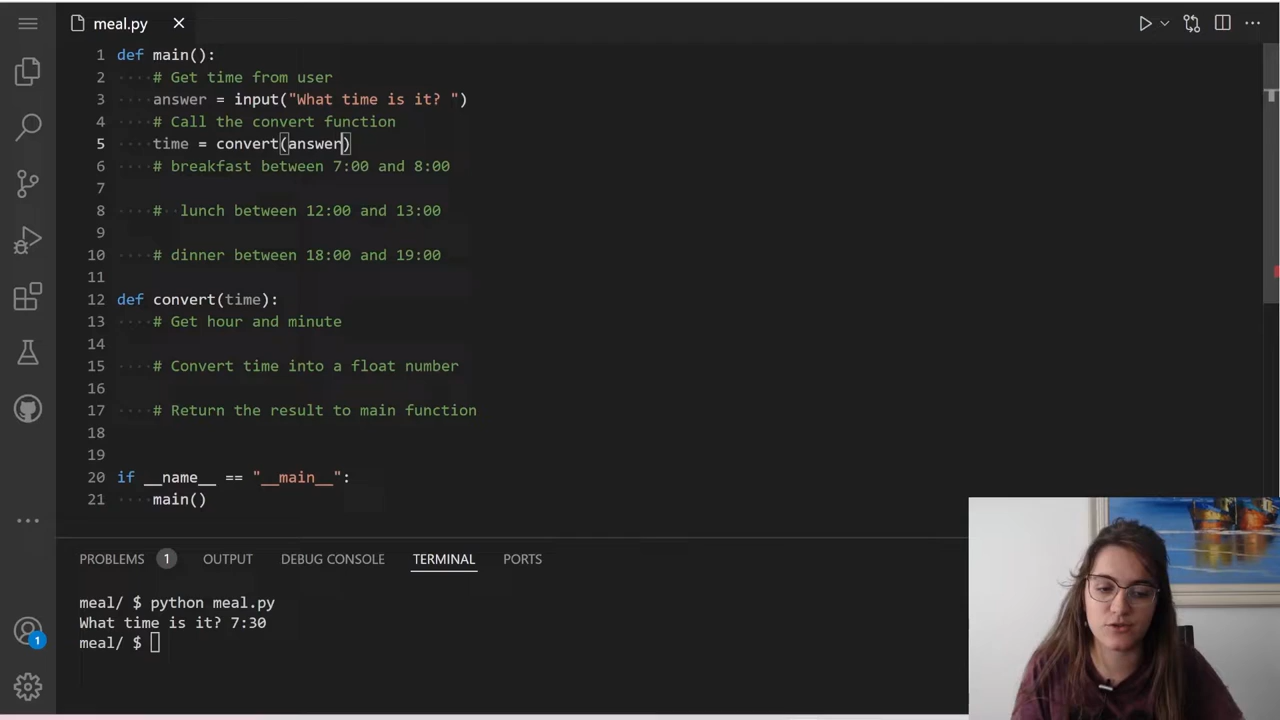 meal.py
1 def main():
2 # Get time from user
3 answer = input("What time is it? ")
4 # Call the convert function
5 time = convert(answer)
6 # breakfast between 7:00 and 8:00
7
8 # lunch between 12:00 and 13:00
9
10 # dinner between 18:00 and 19:00
11
12 def convert(time):
13 # Get hour and minute
14
15 # Convert time into a float number
16
17 # Return the result to main function
18
19
20 if __name__ == "__main__":
21 main()
PROBLEMS 1 OUTPUT DEBUG CONSOLE TERMINAL PORTS
meal/ $ python meal.py
What time is it? 7:30
meal/ $
1